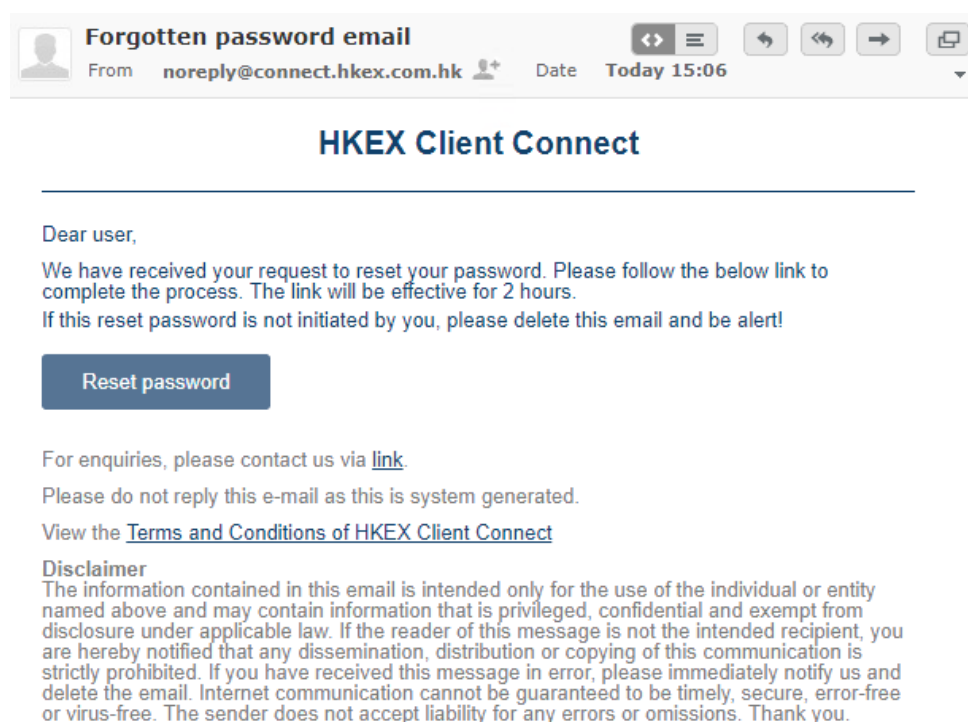 Forgotten password email
From noreply@connect.hkex.com.hk Date Today 15:06
HKEX Client Connect
Dear user,
We have received your request to reset your password. Please follow the below link to
complete the process. The link will be effective for 2 hours.
If this reset password is not initiated by you, please delete this email and be alert!
Reset password
For enquiries, please contact us via link.
Please do not reply this e-mail as this is system generated.
View the Terms and Conditions of HKEX Client Connect
Disclaimer
The information contained in this email is intended only for the use of the individual or entity
named above and may contain information that is privileged, confidential and exempt from
disclosure under applicable law. If the reader of this message is not the intended recipient, you
are hereby notified that any dissemination, distribution or copying of this communication is
strictly prohibited. If you have received this message in error, please immediately notify us and
delete the email. Internet communication cannot be guaranteed to be timely, secure, error-free
or virus-free. The sender does not accept liability for any errors or omissions. Thank you.